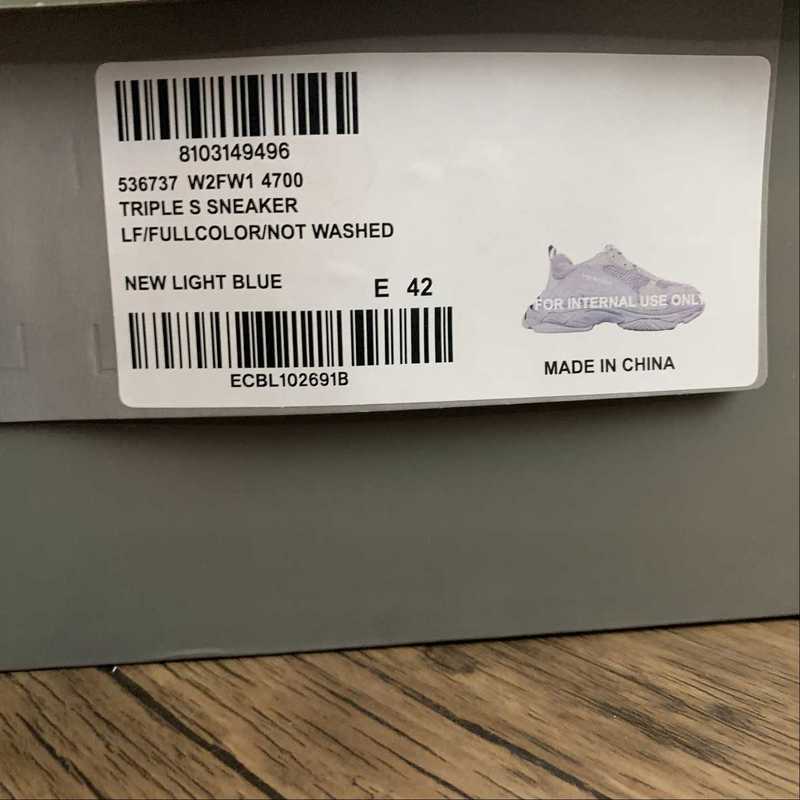 8103149496
536737 W2FW1 4700
TRIPLE S SNEAKER
LF/FULLCOLOR/NOT WASHED
NEW LIGHT BLUE
E 42
ECBL102691B
FOR INTERNAL USE ONLY
MADE IN CHINA